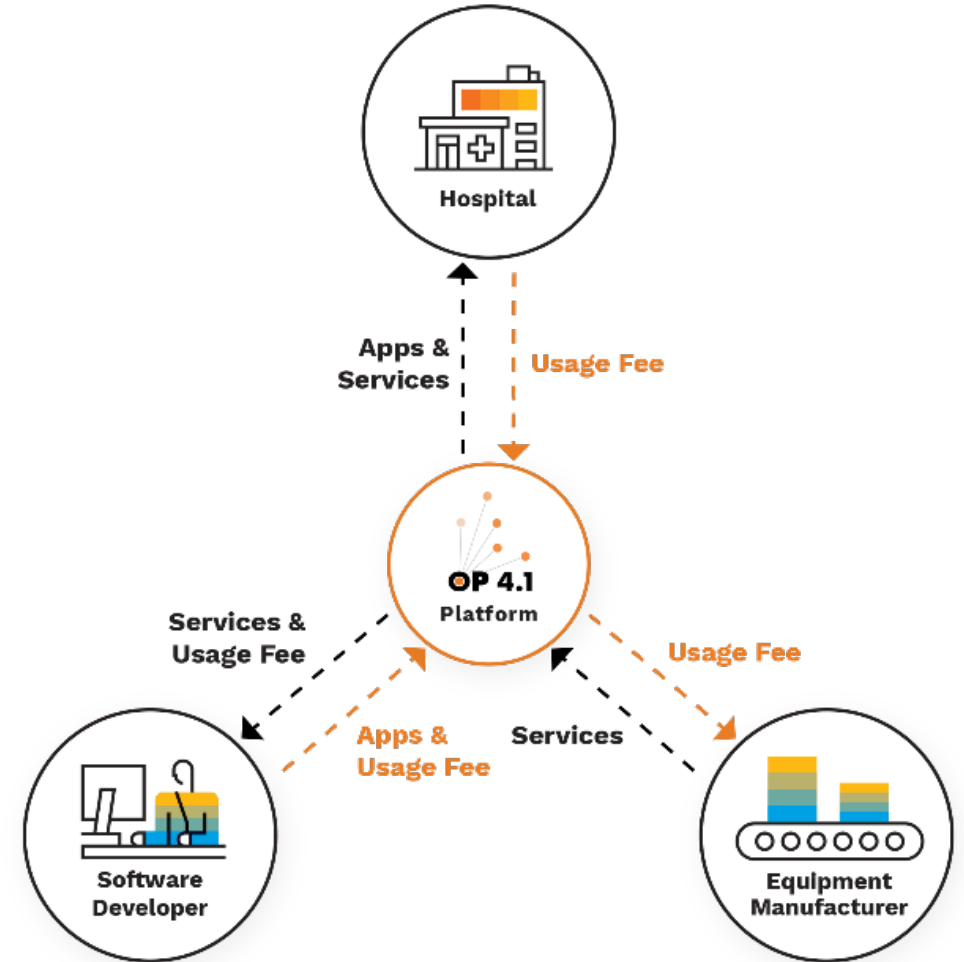 Hospital
Apps &
Services
Usage Fee
OP 4.1
Platform
Services &
Usage Fee
Usage Fee
Apps &
Usage Fee
Services
Software
Developer
Equipment
Manufacturer